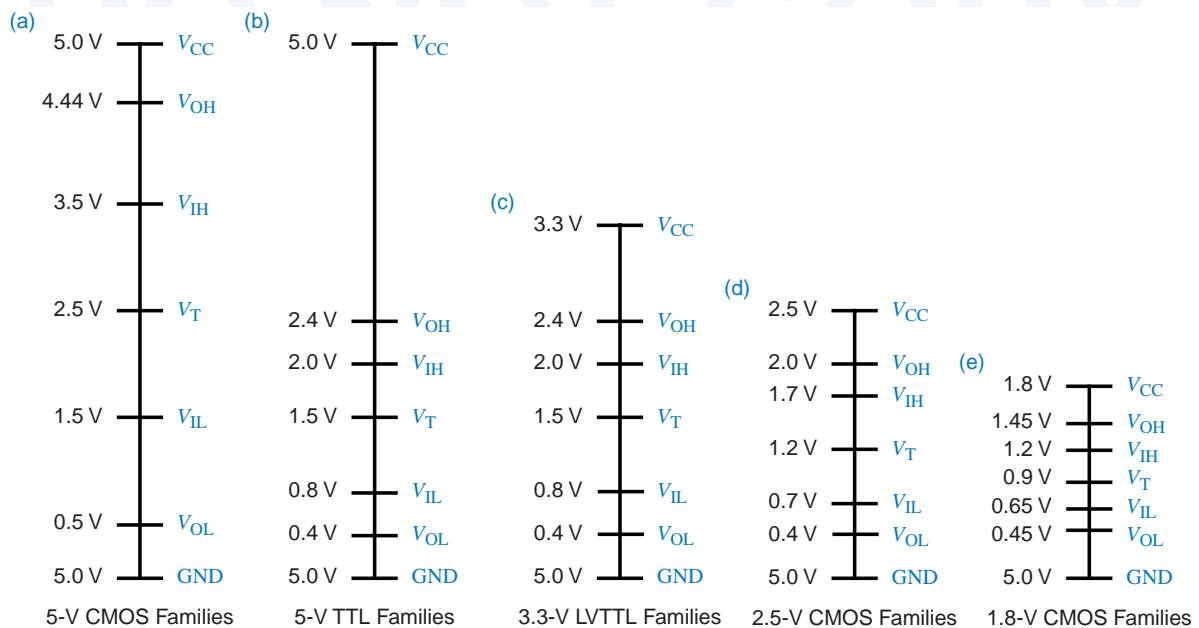 (a)
5.0 V VCC
4.44 V VOH
3.5 V VIH
2.5 V VT
1.5 V VIL
0.5 V VOL
5.0 V GND
5-V CMOS Families
(b)
5.0 V VCC
2.4 V VOH
2.0 V VIH
1.5 V VT
0.8 V VIL
0.4 V VOL
5.0 V GND
5-V TTL Families
(c)
3.3 V VCC
2.4 V VOH
2.0 V VIH
1.5 V VT
0.8 V VIL
0.4 V VOL
5.0 V GND
3.3-V LVTTL Families
(d)
2.5 V VCC
2.0 V VOH
1.7 V VIH
1.2 V VT
0.7 V VIL
0.4 V VOL
5.0 V GND
2.5-V CMOS Families
(e)
1.8 V VCC
1.45 V VOH
1.2 V VIH
0.9 V VT
0.65 V VIL
0.45 V VOL
5.0 V GND
1.8-V CMOS Families